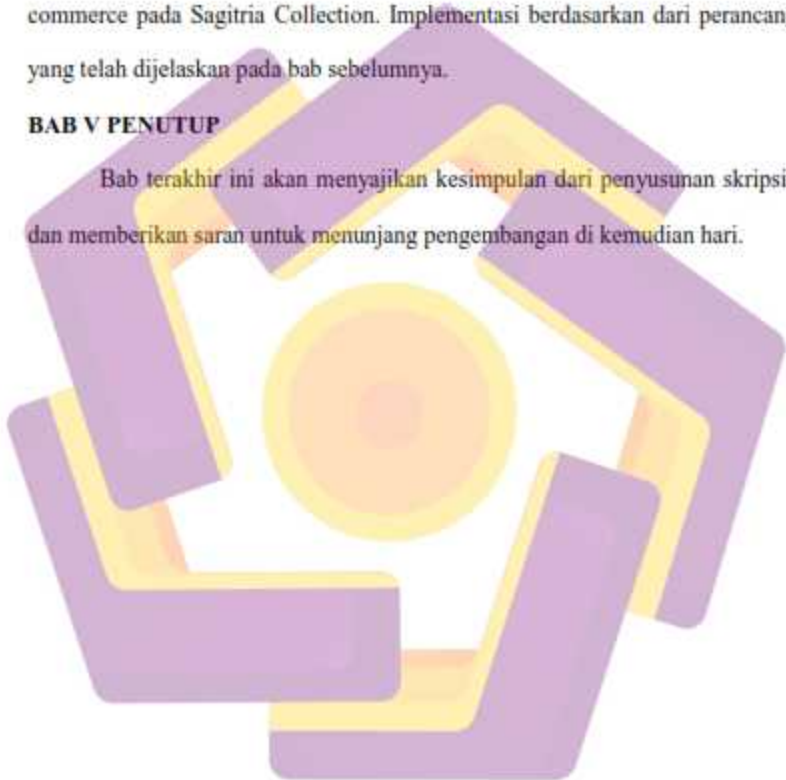 commerce pada Sagitria Collection. Implementasi berdasarkan dari perancan
yang telah dijelaskan pada bab sebelumnya.
BAB V PENUTUP
Bab terakhir ini akan menyajikan kesimpulan dari penyusunan skripsi
dan memberikan saran untuk menunjang pengembangan di kemudian hari.